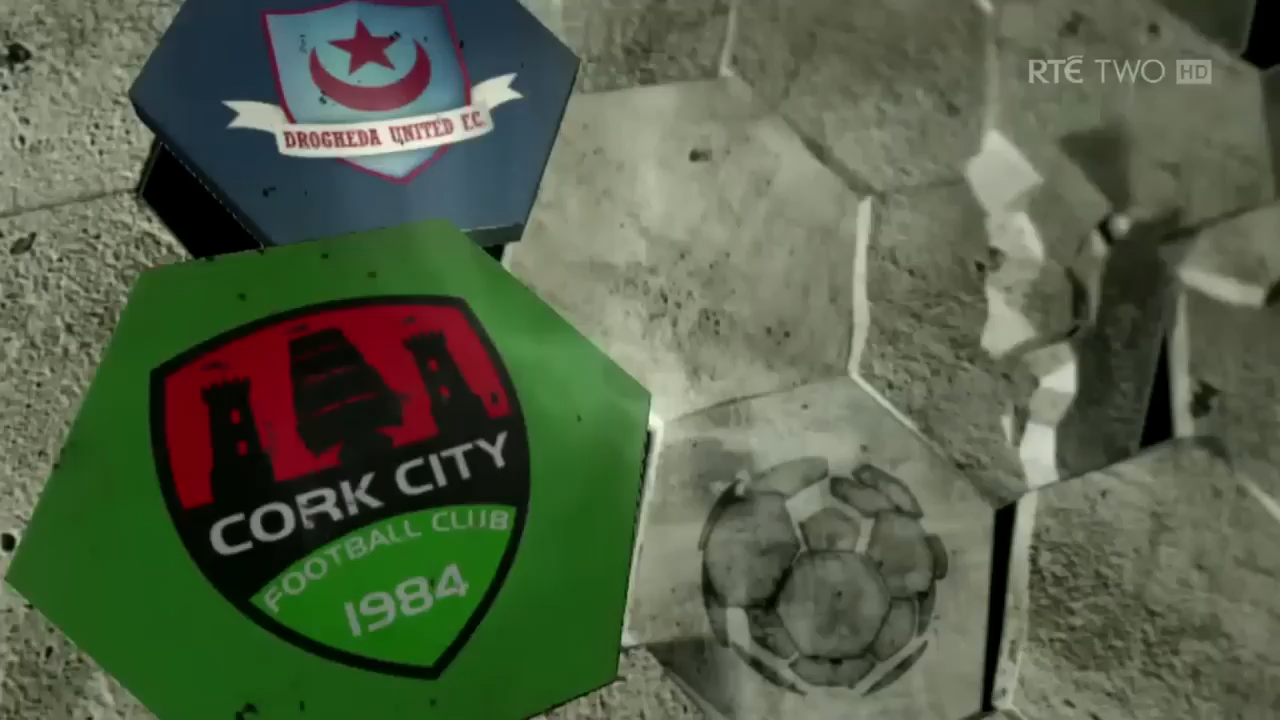 RTÉ TWO HD
DROGHEDA UNITED F.C.
CORK CITY
FOOTBALL CLUB
1984